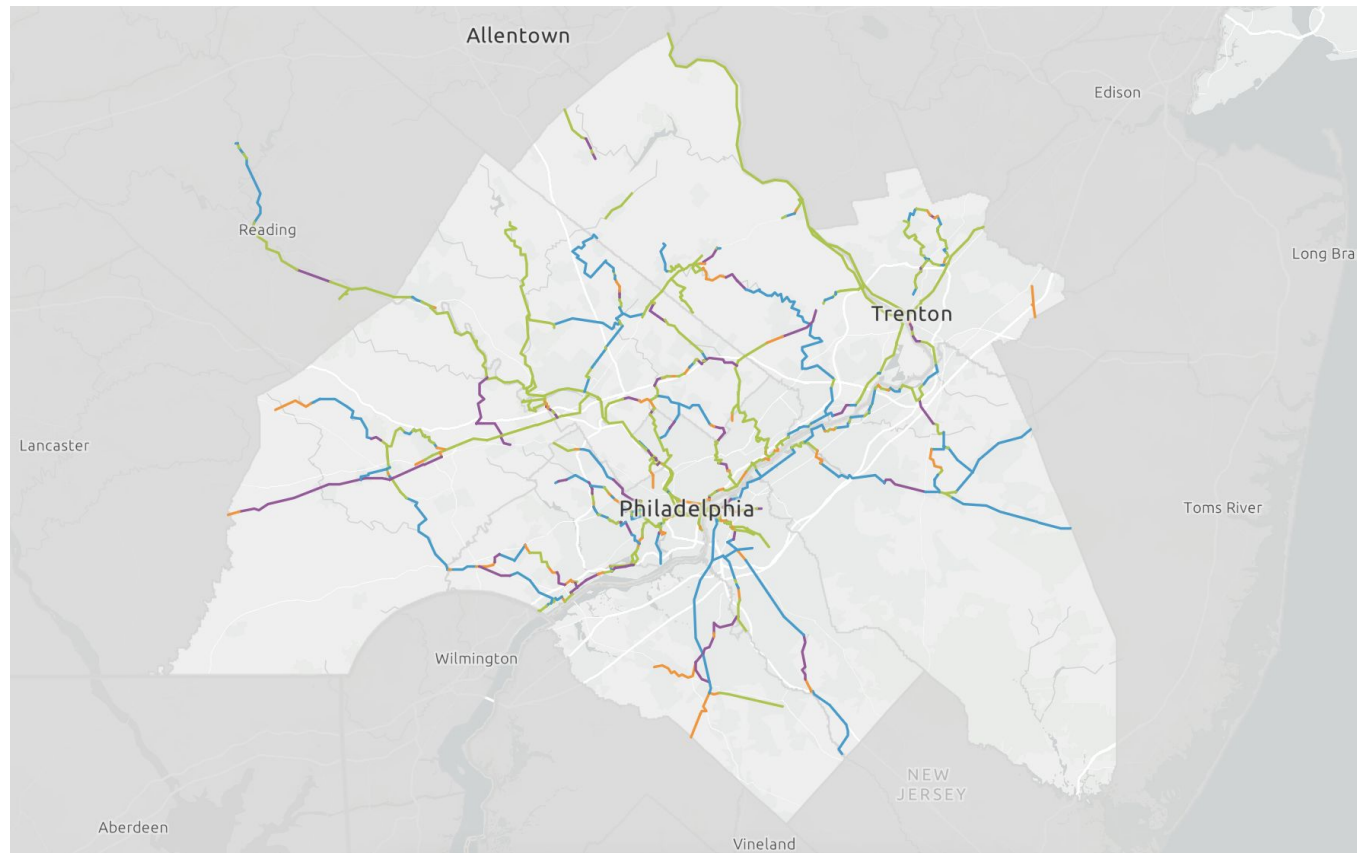 Allentown
Edison
Reading
Long Bra
Trenton
Lancaster
Philadelphia
Toms River
Wilmington
NEW
JERSEY
Aberdeen
Vineland